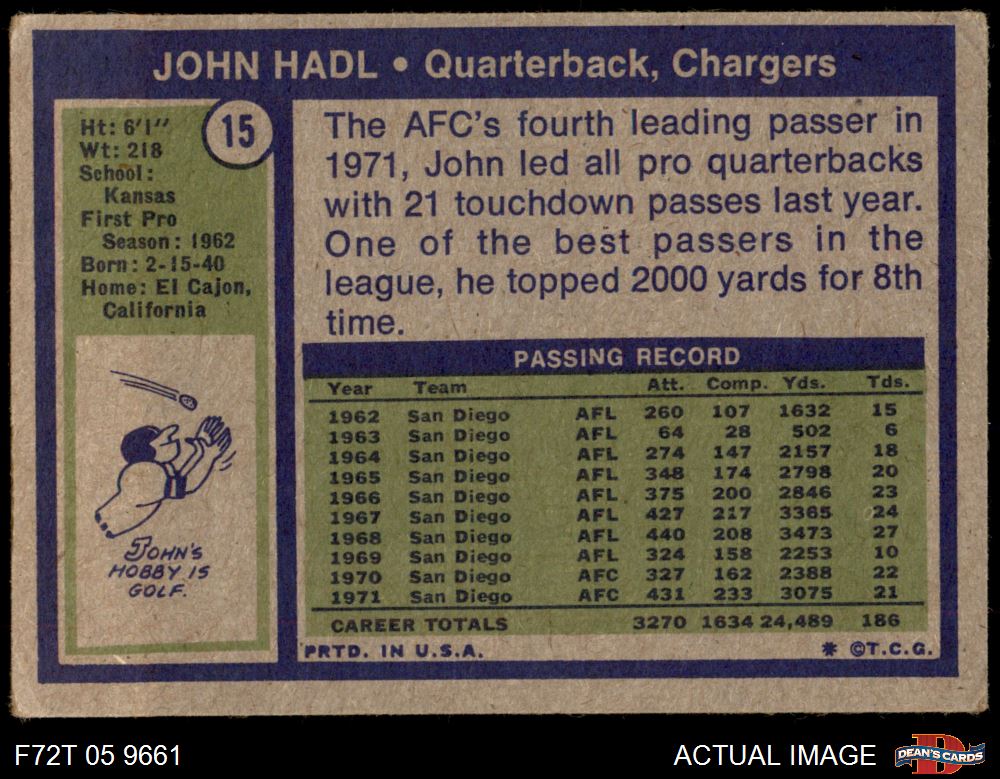 JOHN HADL • Quarterback, Chargers
15
Ht: 6'1"
Wt: 218
School:
Kansas
First Pro
Season: 1962
Born: 2-15-40
Home: El Cajon,
California
JOHN'S
HOBBY IS
GOLF.
The AFC's fourth leading passer in
1971, John led all pro quarterbacks
with 21 touchdown passes last year.
One of the best passers in the
league, he topped 2000 yards for 8th
time.
PASSING RECORD
Year Team Att. Comp. Yds. Tds.
1962 San Diego AFL 260 107 1632 15
1963 San Diego AFL 64 28 502 6
1964 San Diego AFL 274 147 2157 18
1965 San Diego AFL 348 174 2798 20
1966 San Diego AFL 375 200 2846 23
1967 San Diego AFL 427 217 3365 24
1968 San Diego AFL 440 208 3473 27
1969 San Diego AFL 324 158 2253 10
1970 San Diego AFC 327 162 2388 22
1971 San Diego AFC 431 233 3075 21
CAREER TOTALS 3270 1634 24,489 186
PRTD. IN U.S.A. * ©T.C.G.
F72T 05 9661 ACTUAL IMAGE DEAN'S CARDS